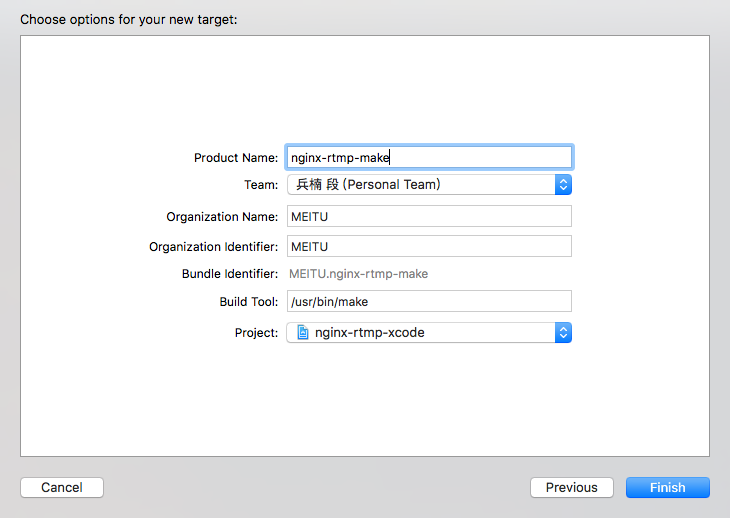 Choose options for your new target:
Product Name: nginx-rtmp-make
Team: 兵楠 段 (Personal Team)
Organization Name: MEITU
Organization Identifier: MEITU
Bundle Identifier: MEITU.nginx-rtmp-make
Build Tool: /usr/bin/make
Project: nginx-rtmp-xcode
Cancel Previous Finish